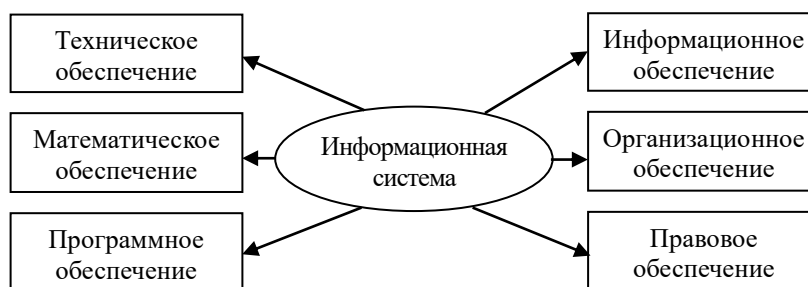 Техническое
обеспечение
Математическое
обеспечение
Программное
обеспечение
Информационная
система
Информационное
обеспечение
Организационное
обеспечение
Правовое
обеспечение